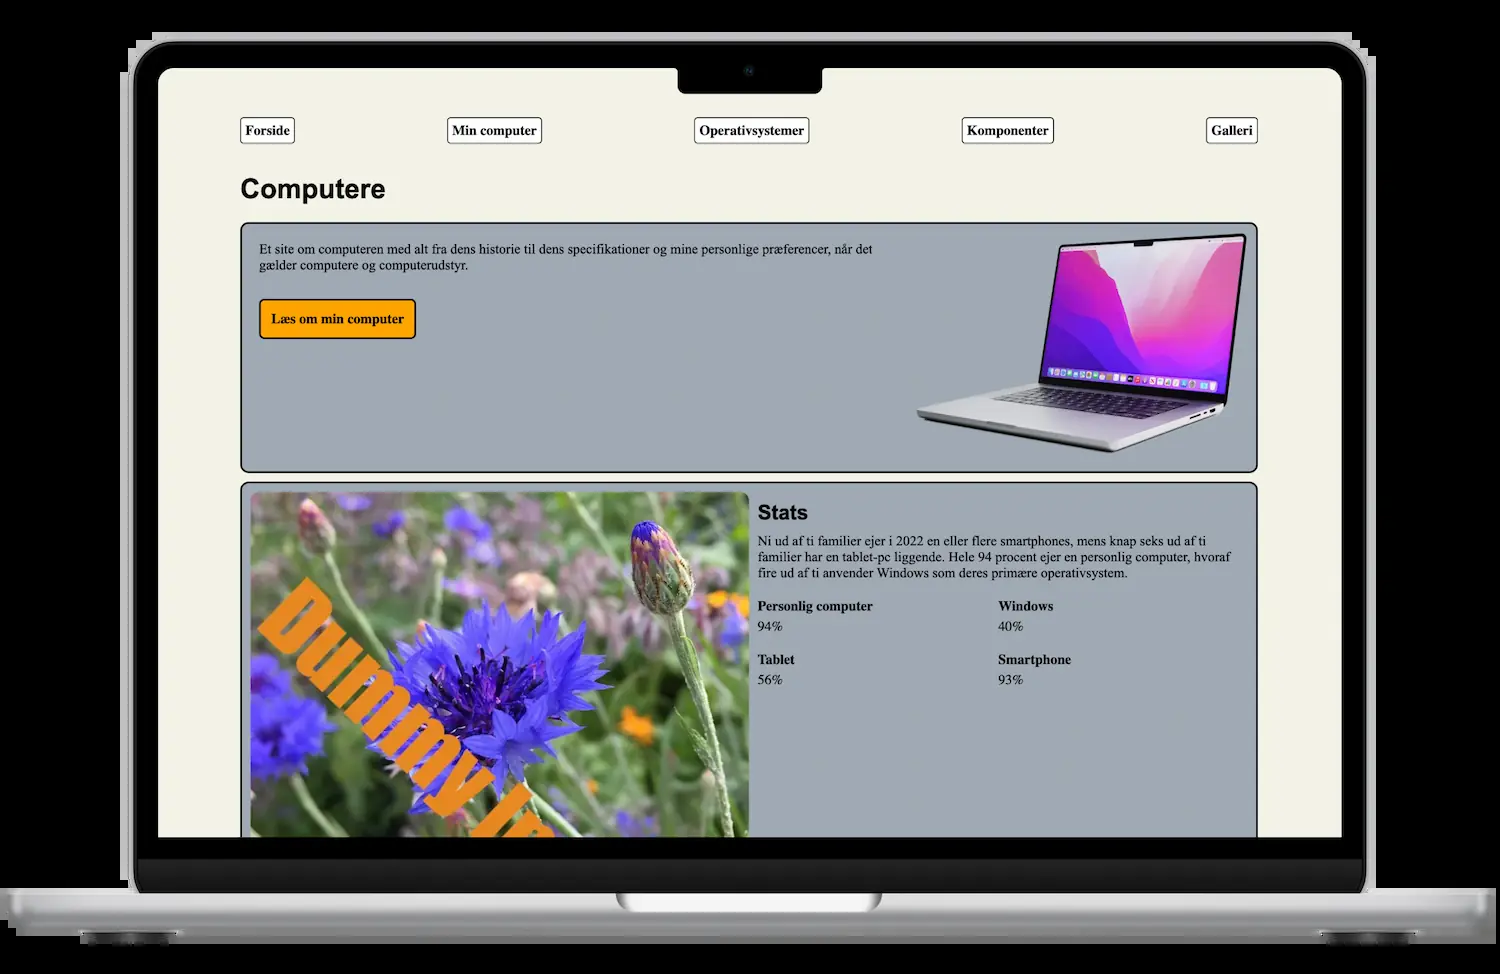 Forside
Min computer
Operativsystemer
Komponenter
Galleri
Computere
Et site om computeren med alt fra dens historie til dens specifikationer og mine personlige præferencer, når det
gælder computere og computerudstyr.
Læs om min computer
Stats
Ni ud af ti familier ejer i 2022 en eller flere smartphones, mens knap seks ud af ti
familier har en tablet-pc liggende. Hele 94 procent ejer en personlig computer, hvoraf
fire ud af ti anvender Windows som deres primære operativsystem.
Personlig computer
Windows
94%
40%
Tablet
Smartphone
56%
93%
Dummy